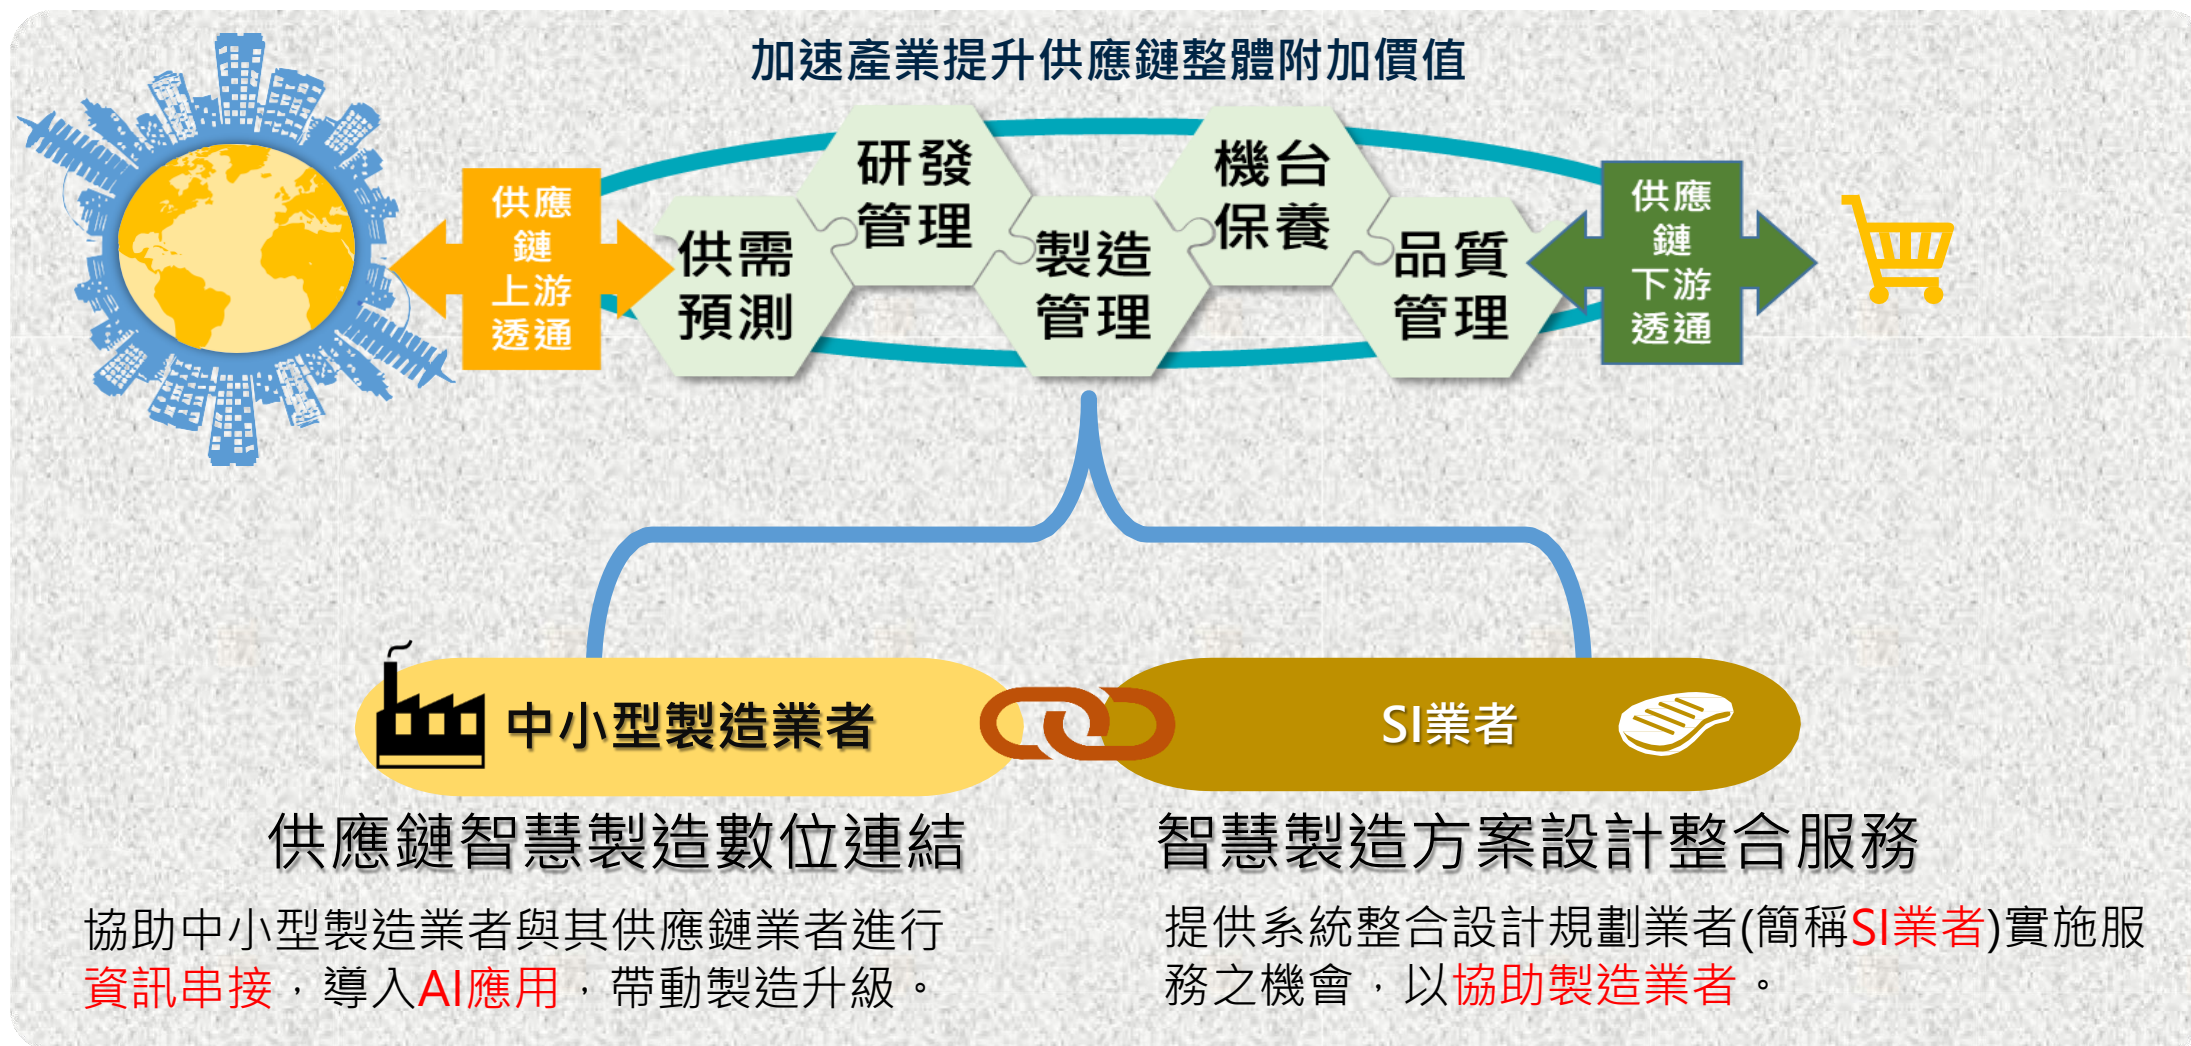 加速產業提升供應鏈整體附加價值
供應
鏈
上游
透通
供需
預測
研發
管理
製造
管理
機台
保養
品質
管理
供應
鏈
下游
透通
中小型製造業者
SI業者
供應鏈智慧製造數位連結
協助中小型製造業者與其供應鏈業者進行
資訊串接，導入AI應用，帶動製造升級。
智慧製造方案設計整合服務
提供系統整合設計規劃業者(簡稱SI業者)實施服
務之機會，以協助製造業者。